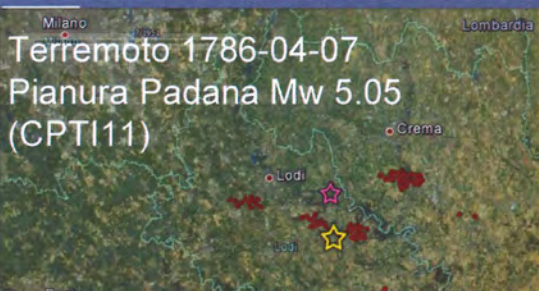 Milano
Lombardia
Terremoto 1786-04-07
Pianura Padana Mw 5.05
(CPTI11)
Crema
Lodi
Lodi